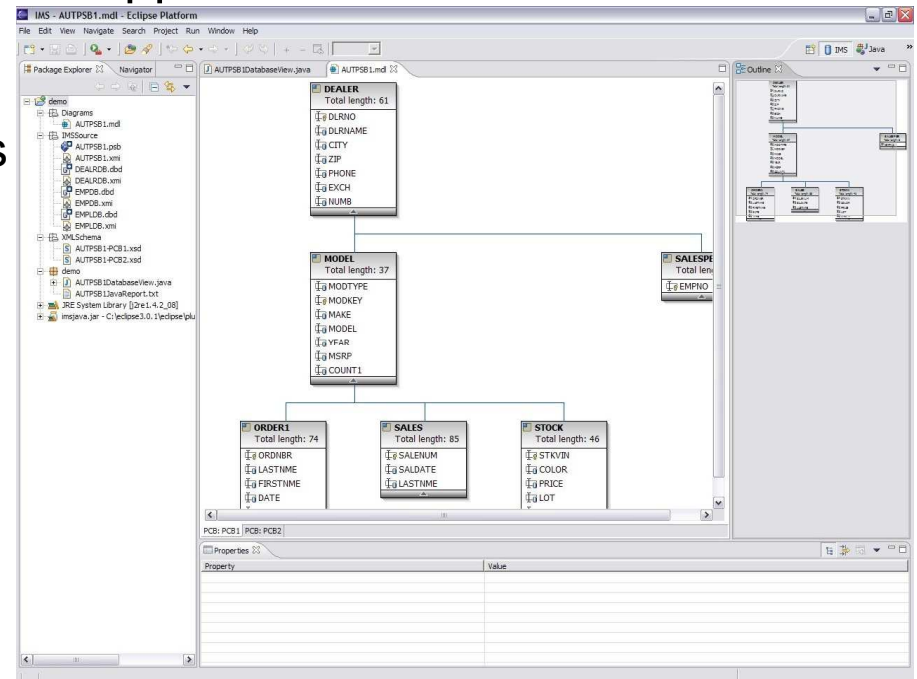 IMS - AUTPSB1.mdl - Eclipse Platform
File Edit View Navigate Search Project Run Window Help
IMS Java
Package Explorer Navigator
AUTPSB1DatabaseView.java AUTPSB1.mdl
Outline
demo
Diagrams
AUTPSB1.mdl
IMSSource
AUTPSB1.psb
AUTPSB1.xmi
DEALRDB.dbd
DEALRDB.xmi
EMPDB.dbd
EMPDB.xmi
EMPLDB.dbd
EMPLDB.xmi
XMLSchema
AUTPSB1-PCB1.xsd
AUTPSB1-PCB2.xsd
demo
AUTPSB1DatabaseView.java
AUTPSB1JavaReport.txt
JRE System Library [j2re1.4.2_08]
imsjava.jar - C:\eclipse3.0.1\eclipse\plu
DEALER
Total length: 61
DLRNO
DLRNAME
CITY
ZIP
PHONE
EXCH
NUMB
MODEL
Total length: 37
MODTYPE
MODKEY
MAKE
MODEL
YEAR
MSRP
COUNT1
SALESPE
Total len
EMPNO
ORDER1
Total length: 74
ORDNBR
LASTNME
FIRSTNME
DATE
SALES
Total length: 85
SALENUM
SALDATE
LASTNME
STOCK
Total length: 46
STKVIN
COLOR
PRICE
LOT
PCB: PCB1 PCB: PCB2
Properties
Property Value
s